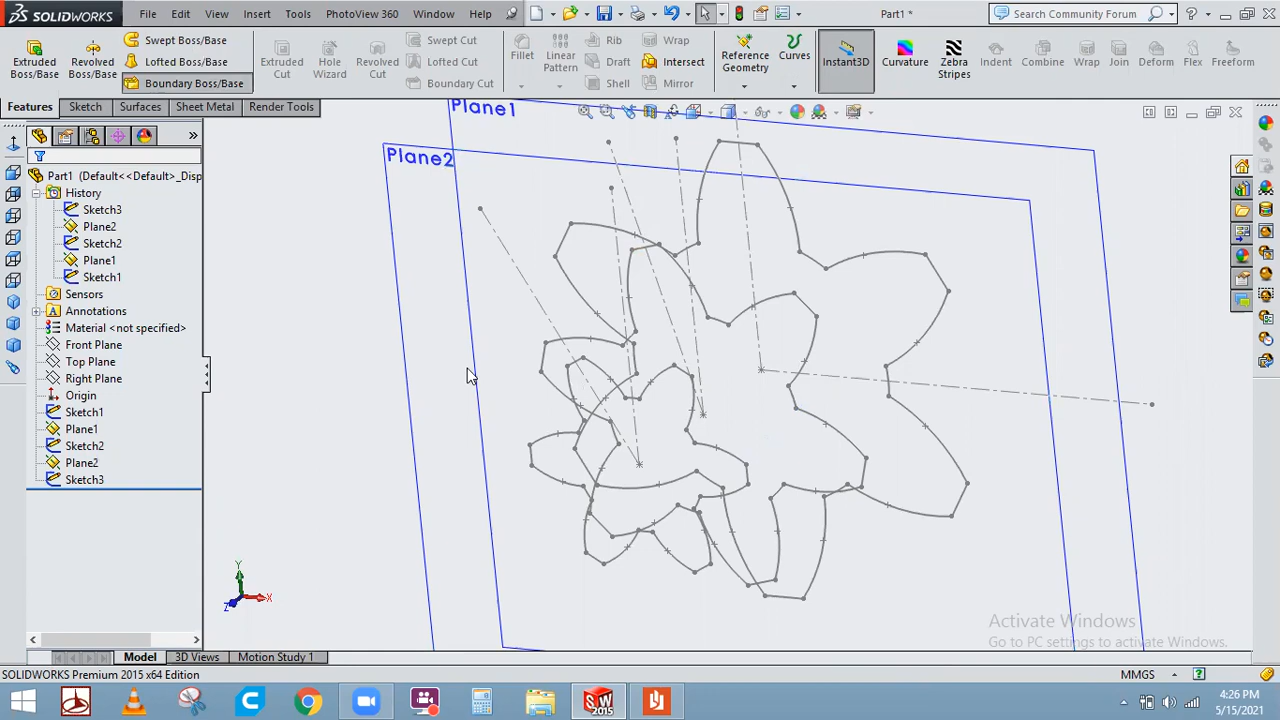 SOLIDWORKS File Edit View Insert Tools PhotoView 360 Window Help Part1 * Search Community Forum
Extruded Boss/Base
Revolved Boss/Base
Swept Boss/Base
Lofted Boss/Base
Boundary Boss/Base
Extruded Cut
Hole Wizard
Revolved Cut
Swept Cut
Lofted Cut
Boundary Cut
Fillet
Linear Pattern
Rib
Draft
Shell
Wrap
Intersect
Mirror
Reference Geometry
Curves
Instant3D
Curvature
Zebra Stripes
Indent
Combine
Wrap
Join
Deform
Flex
Freeform
Features Sketch Surfaces Sheet Metal Render Tools
Part1 (Default<<Default>_Disp
History
Sketch3
Plane2
Sketch2
Plane1
Sketch1
Sensors
Annotations
Material <not specified>
Front Plane
Top Plane
Right Plane
Origin
Sketch1
Plane1
Sketch2
Plane2
Sketch3
Plane1
Plane2
Y
X
Z
Activate Windows
Go to PC settings to activate Windows.
Model 3D Views Motion Study 1
SOLIDWORKS Premium 2015 x64 Edition MMGS
SW
2015
4:26 PM
5/15/2021